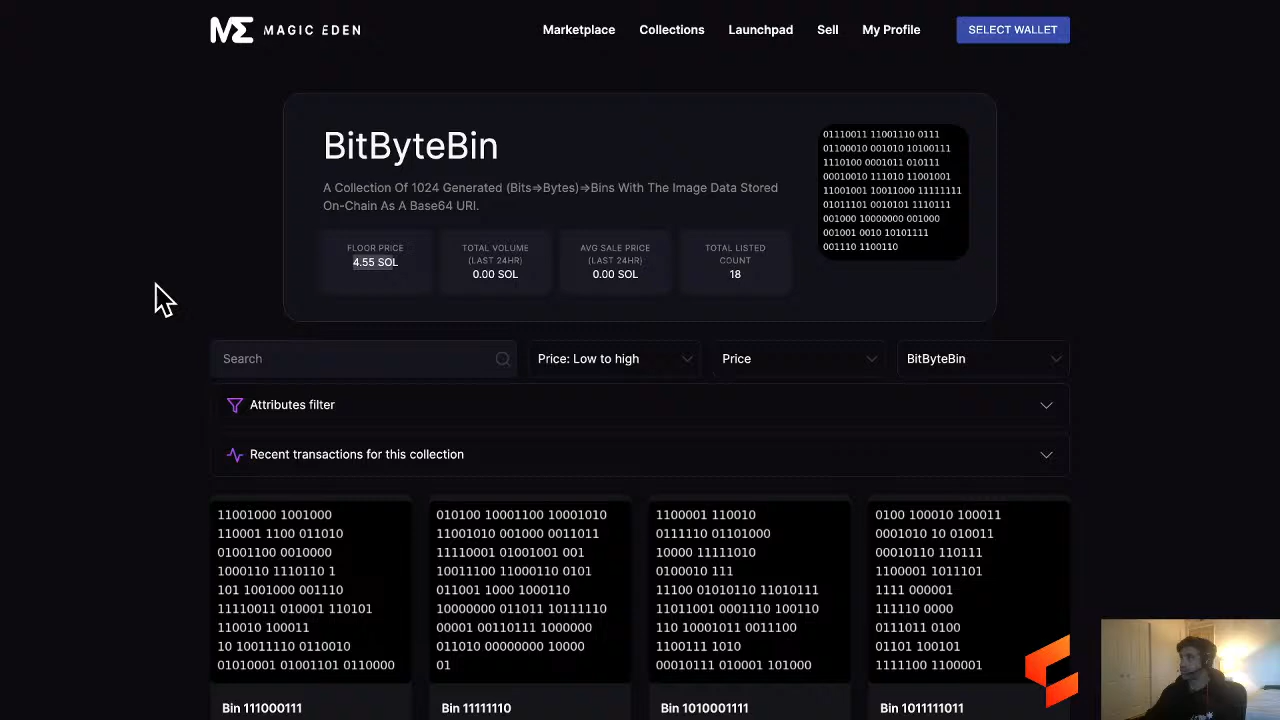 MAGIC EDEN
Marketplace
Collections
Launchpad
Sell
My Profile
SELECT WALLET
BitByteBin
A Collection Of 1024 Generated (Bits=>Bytes)=>Bins With The Image Data Stored
On-Chain As A Base64 URI.
FLOOR PRICE
4.55 SOL
TOTAL VOLUME
(LAST 24HR)
0.00 SOL
AVG SALE PRICE
(LAST 24HR)
0.00 SOL
TOTAL LISTED
COUNT
18
01110011 11001110 0111
01100010 001010 10100111
1110100 0001011 010111
00010010 111010 11001001
11001001 10011000 11111111
01011101 0010101 1110111
001000 10000000 001000
001001 0010 10101111
001110 1100110
Search
Price: Low to high
Price
BitByteBin
Attributes filter
Recent transactions for this collection
11001000 1001000
110001 1100 011010
01001100 0010000
1000110 1110110 1
101 1001000 001110
11110011 010001 110101
110010 100011
10 10011110 0110010
01010001 01001101 0110000
Bin 111000111
010100 10001100 10001010
11001010 001000 0011011
11110001 01001001 001
10011100 11000110 0101
011001 1000 1000110
10000000 011011 10111110
00001 00110111 1000000
011010 00000000 10000
01
Bin 11111110
1100001 110010
0111110 01101000
10000 11111010
0100010 111
11100 01010110 11010111
11011001 0001110 100110
110 10001011 0011100
1100111 1010
00010111 010001 101000
Bin 1010001111
0100 100010 100011
0001010 10 010011
00010110 110111
1100001 1011101
1111 000001
111110 0000
0111011 0100
01101 100101
1111100 1100001
Bin 1011111011